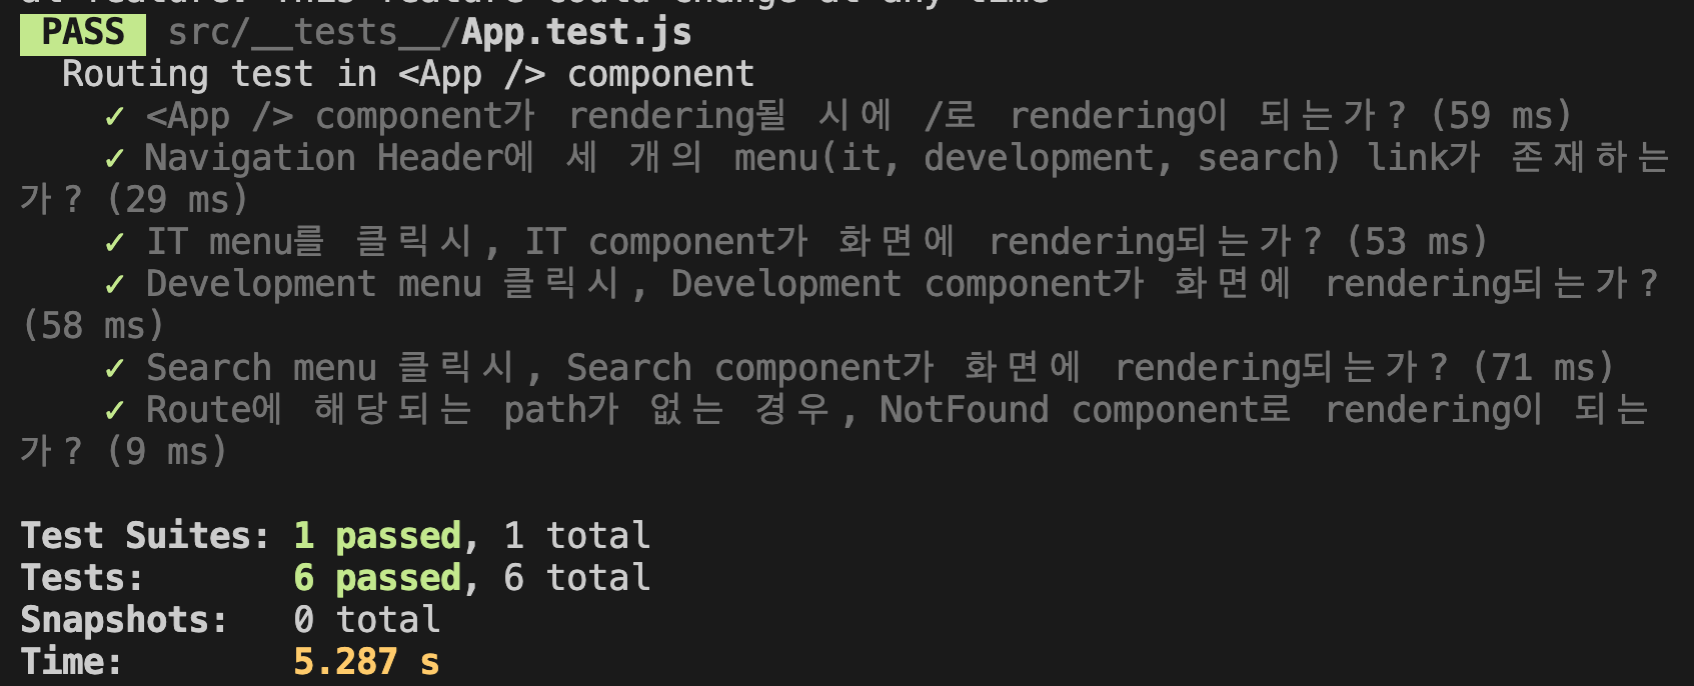 at feature. This feature could change at any time
PASS src/__tests__/App.test.js
Routing test in <App /> component
✓ <App /> component가 rendering될 시에 /로 rendering이 되는가? (59 ms)
✓ Navigation Header에 세 개의 menu(it, development, search) link가 존재하는
가? (29 ms)
✓ IT menu를 클릭시, IT component가 화면에 rendering되는가? (53 ms)
✓ Development menu 클릭시, Development component가 화면에 rendering되는가?
(58 ms)
✓ Search menu 클릭시, Search component가 화면에 rendering되는가? (71 ms)
✓ Route에 해당되는 path가 없는 경우, NotFound component로 rendering이 되는
가? (9 ms)
Test Suites: 1 passed, 1 total
Tests: 6 passed, 6 total
Snapshots: 0 total
Time: 5.287 s